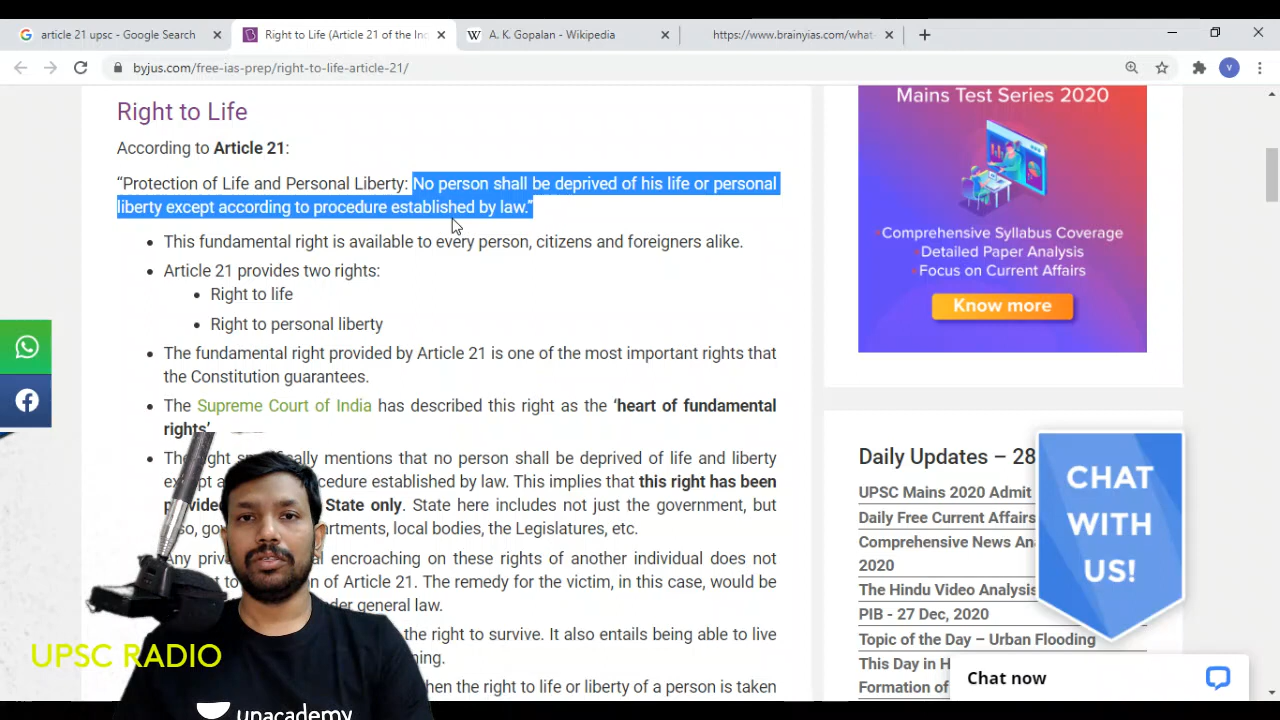 article 21 upsc - Google Search
Right to Life (Article 21 of the Ind
A. K. Gopalan - Wikipedia
https://www.brainyias.com/what-
byjus.com/free-ias-prep/right-to-life-article-21/
V
Right to Life
According to Article 21:
“Protection of Life and Personal Liberty: No person shall be deprived of his life or personal
liberty except according to procedure established by law.”
• This fundamental right is available to every person, citizens and foreigners alike.
• Article 21 provides two rights:
• Right to life
• Right to personal liberty
• The fundamental right provided by Article 21 is one of the most important rights that
the Constitution guarantees.
• The Supreme Court of India has described this right as the ‘heart of fundamental
rights’
The right specifically mentions that no person shall be deprived of life and liberty
procedure established by law. This implies that this right has been
State only. State here includes not just the government, but
local bodies, the Legislatures, etc.
Any encroaching on these rights of another individual does not
of Article 21. The remedy for the victim, in this case, would be
under general law.
the right to survive. It also entails being able to live
hen the right to life or liberty of a person is taken
Mains Test Series 2020
• Comprehensive Syllabus Coverage
• Detailed Paper Analysis
• Focus on Current Affairs
Know more
Daily Updates – 28
UPSC Mains 2020 Admit
Daily Free Current Affairs
Comprehensive News An
2020
The Hindu Video Analysis
PIB - 27 Dec, 2020
Topic of the Day – Urban Flooding
This Day in H
Formation of
CHAT
WITH
US!
Chat now
UPSC RADIO
unacademy